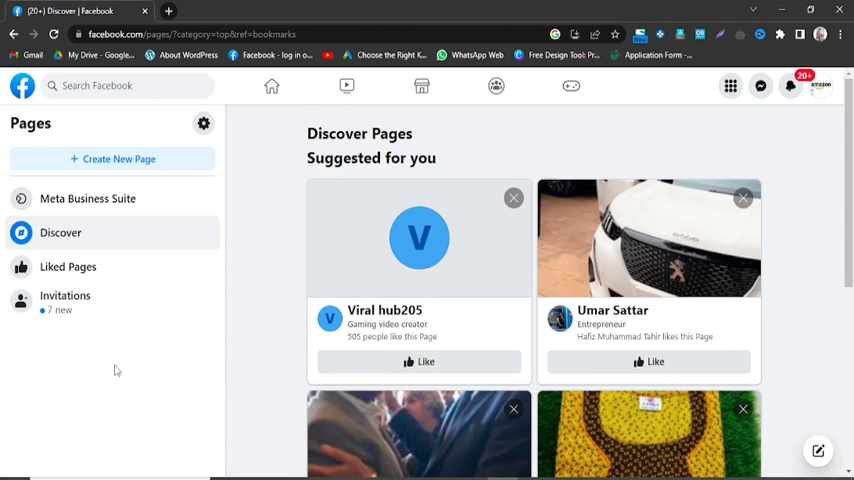 (20+) Discover | Facebook
facebook.com/pages/?category=top&ref=bookmarks
Gmail
My Drive - Google...
About WordPress
Facebook - log in o...
Choose the Right K...
WhatsApp Web
Free Design Tool: Pr...
Application Form -...
Search Facebook
20+
amazon
Pages
+ Create New Page
Meta Business Suite
Discover
Liked Pages
Invitations
7 new
Discover Pages
Suggested for you
V
V
Viral hub205
Gaming video creator
505 people like this Page
Like
Umar Sattar
Entrepreneur
Hafiz Muhammad Tahir likes this Page
Like